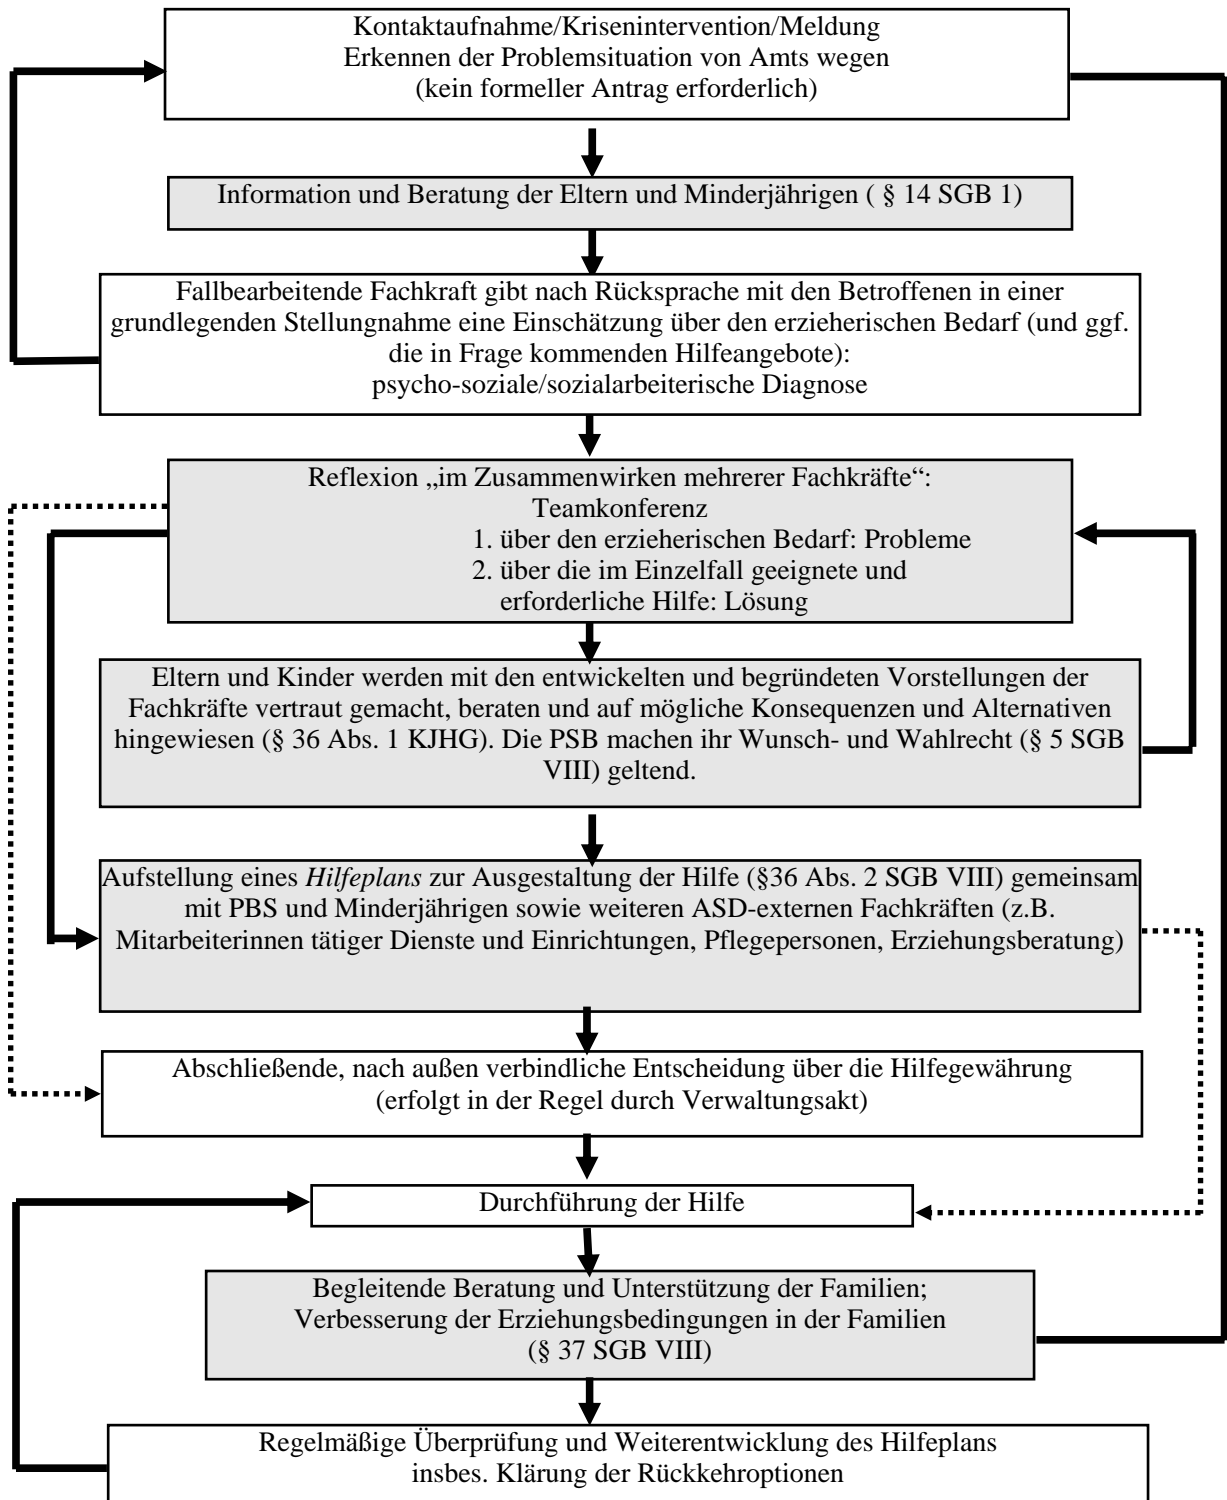 Kontaktaufnahme/Krisenintervention/Meldung
Erkennen der Problemsituation von Amts wegen
(kein formeller Antrag erforderlich)
Information und Beratung der Eltern und Minderjährigen ( § 14 SGB 1)
Fallbearbeitende Fachkraft gibt nach Rücksprache mit den Betroffenen in einer
grundlegenden Stellungnahme eine Einschätzung über den erzieherischen Bedarf (und ggf.
die in Frage kommenden Hilfeangebote):
psycho-soziale/sozialarbeiterische Diagnose
Reflexion „im Zusammenwirken mehrerer Fachkräfte“:
Teamkonferenz
1. über den erzieherischen Bedarf: Probleme
2. über die im Einzelfall geeignete und
erforderliche Hilfe: Lösung
Eltern und Kinder werden mit den entwickelten und begründeten Vorstellungen der
Fachkräfte vertraut gemacht, beraten und auf mögliche Konsequenzen und Alternativen
hingewiesen (§ 36 Abs. 1 KJHG). Die PSB machen ihr Wunsch- und Wahlrecht (§ 5 SGB
VIII) geltend.
Aufstellung eines Hilfeplans zur Ausgestaltung der Hilfe (§36 Abs. 2 SGB VIII) gemeinsam
mit PBS und Minderjährigen sowie weiteren ASD-externen Fachkräften (z.B.
Mitarbeiterinnen tätiger Dienste und Einrichtungen, Pflegepersonen, Erziehungsberatung)
Abschließende, nach außen verbindliche Entscheidung über die Hilfegewährung
(erfolgt in der Regel durch Verwaltungsakt)
Durchführung der Hilfe
Begleitende Beratung und Unterstützung der Familien;
Verbesserung der Erziehungsbedingungen in der Familien
(§ 37 SGB VIII)
Regelmäßige Überprüfung und Weiterentwicklung des Hilfeplans
insbes. Klärung der Rückkehroptionen